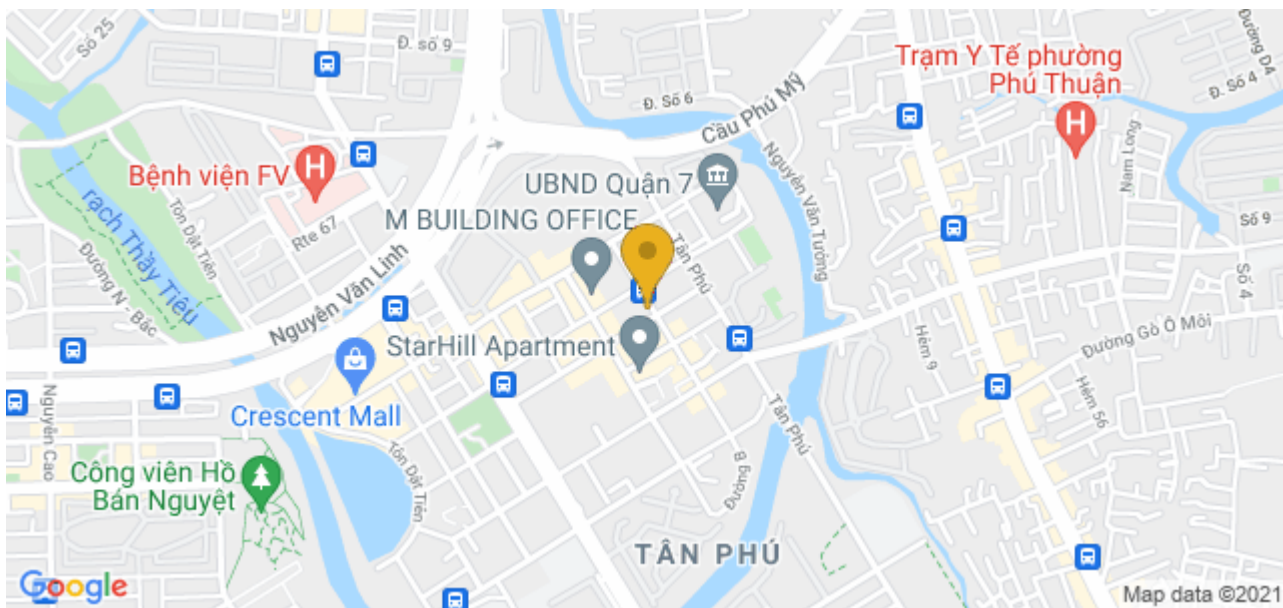 Số 25
Đ. số 9
Đ. Số 6
Cầu Phú Mỹ
Trạm Y Tế phường
Phú Thuận
Đường D4
Đ. Số 4
Bệnh viện FV
Tôn Dật Tiên
Rte 67
rạch Thầy Tiêu
Đường N - Bắc
Nguyễn Văn Linh
UBND Quận 7
M BUILDING OFFICE
Tân Phú
Nguyễn Văn Tưởng
Nam Long
Số 9
Số 4
StarHill Apartment
Crescent Mall
Hẻm 9
Đường Gò Ô Môi
Hẻm 56
Nguyễn Cao
Công viên Hồ
Bán Nguyệt
Tôn Dật Tiên
Tân Phú
Đường B
TÂN PHÚ
Google
Map data ©2021